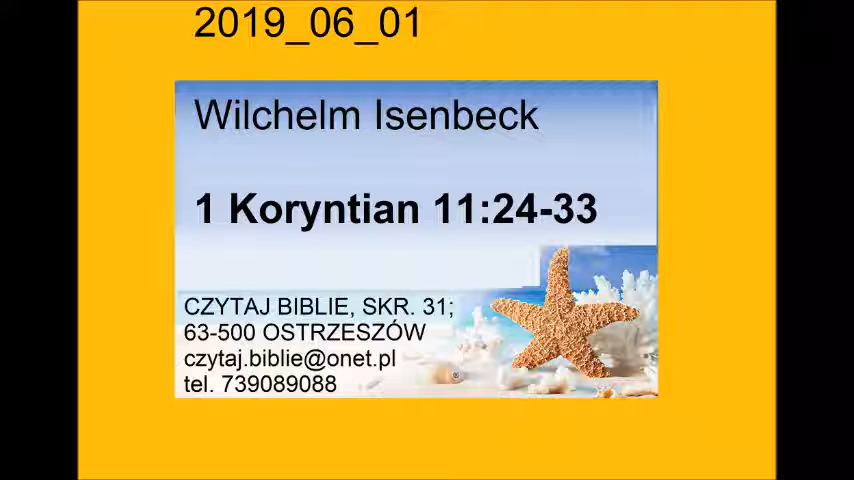 2019_06_01
Wilchelm Isenbeck
1 Koryntian 11:24-33
CZYTAJ BIBLIE, SKR. 31;
63-500 OSTRZESZÓW
czytaj.biblie@onet.pl
tel. 739089088